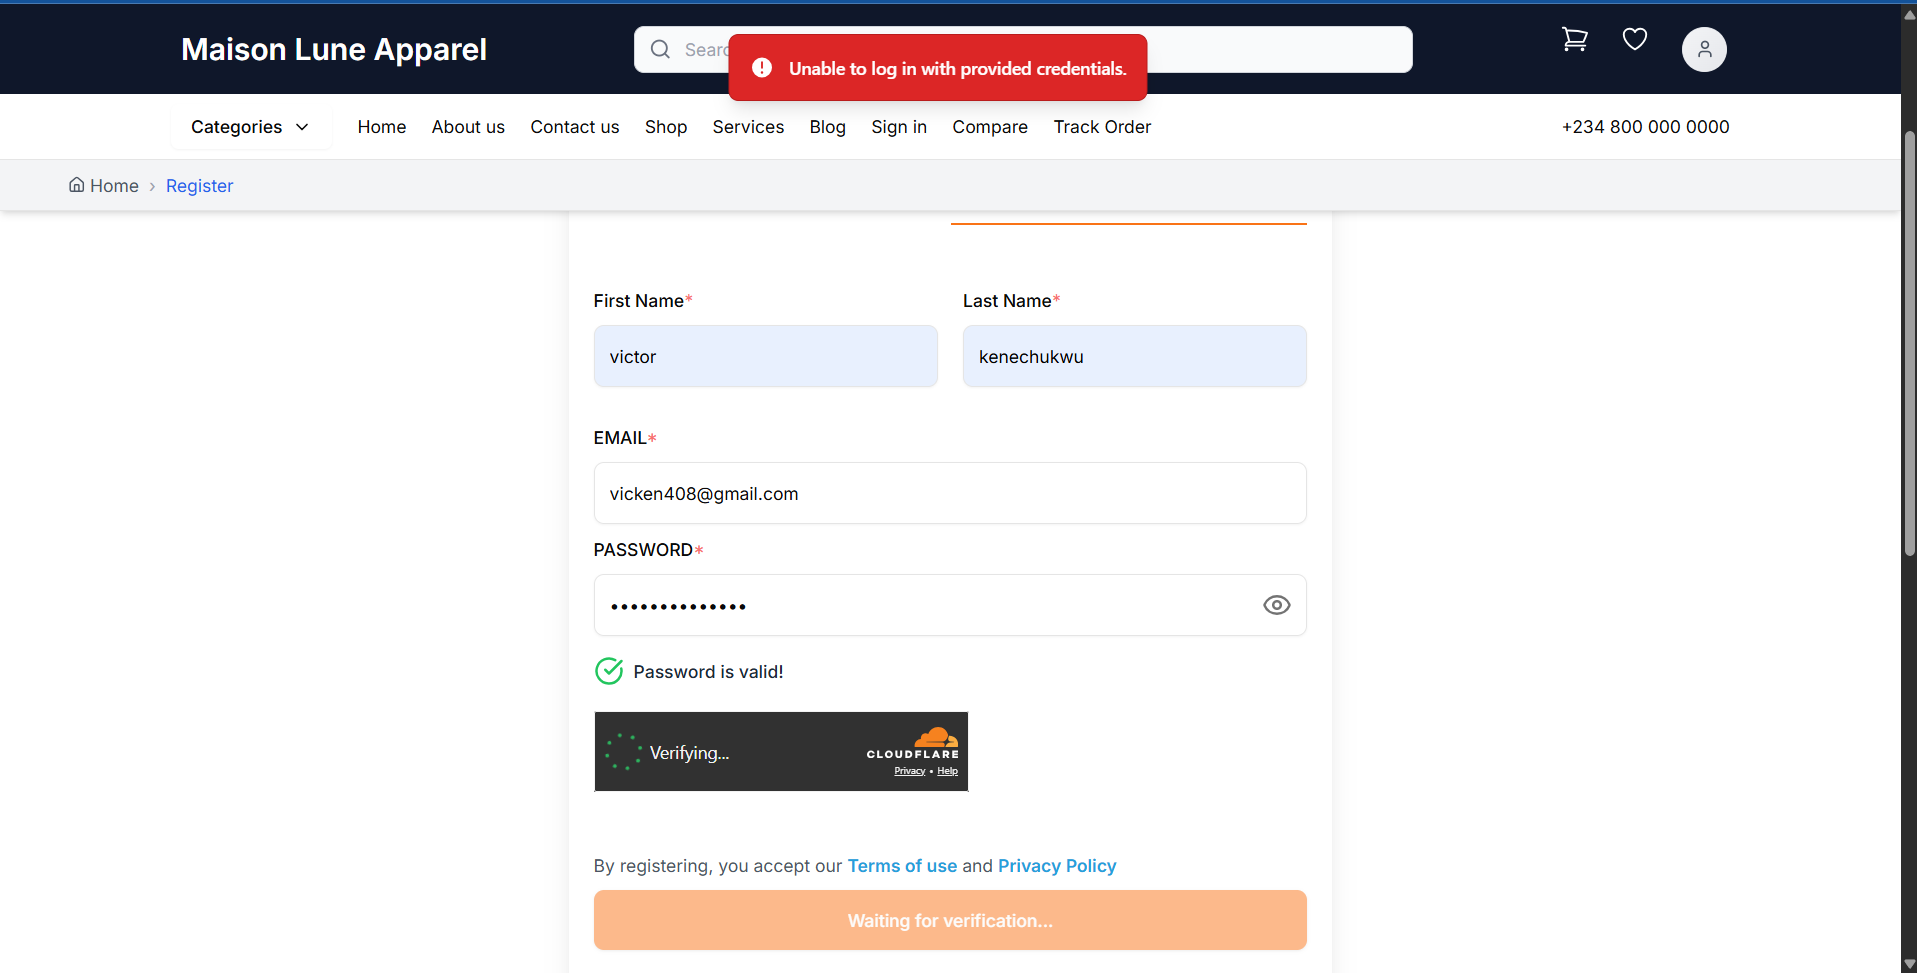 Maison Lune Apparel
Sear
Unable to log in with provided credentials.
Categories Home About us Contact us Shop Services Blog Sign in Compare Track Order +234 800 000 0000
Home › Register
First Name* Last Name*
victor kenechukwu
EMAIL*
vicken408@gmail.com
PASSWORD*
••••••••••••••
Password is valid!
Verifying... CLOUDFLARE
Privacy • Help
By registering, you accept our Terms of use and Privacy Policy
Waiting for verification...